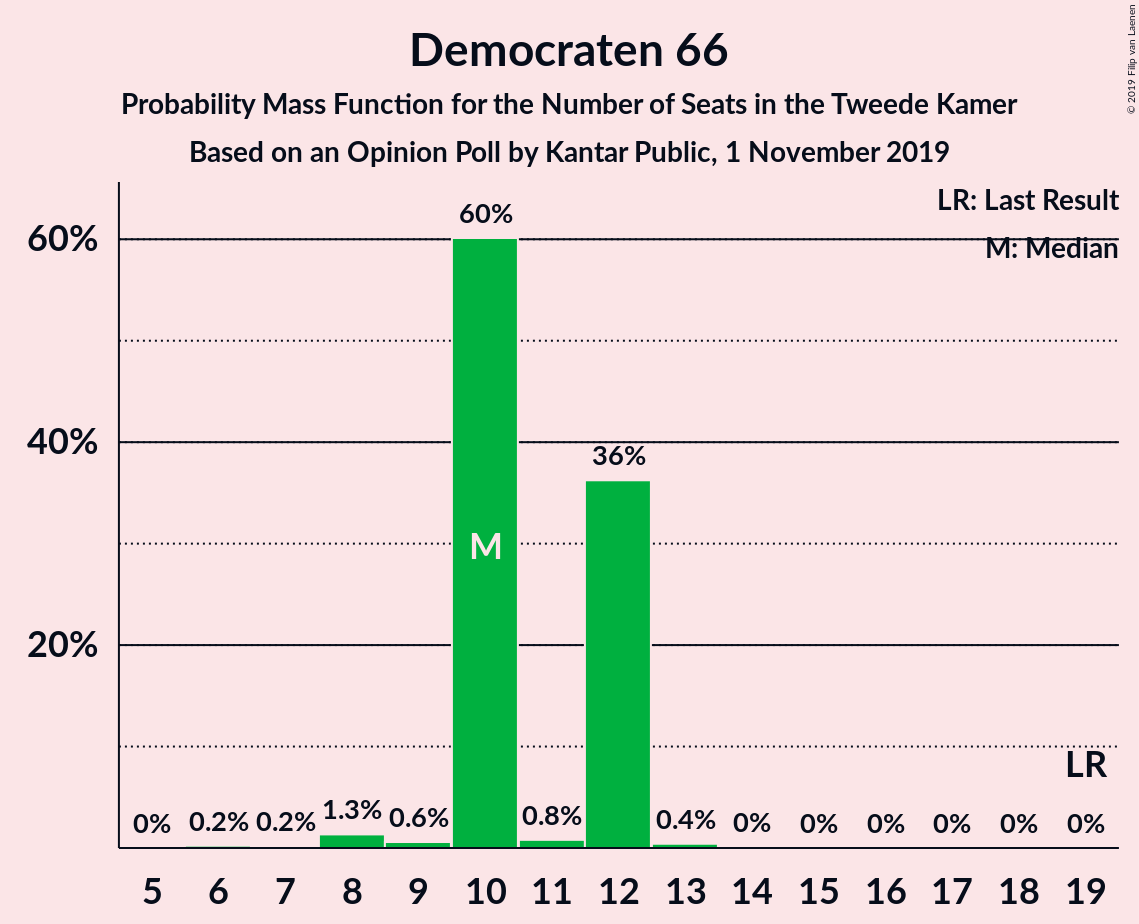 Democraten 66
Probability Mass Function for the Number of Seats in the Tweede Kamer
Based on an Opinion Poll by Kantar Public, 1 November 2019
© 2019 Filip van Laenen
LR: Last Result
M: Median
60%
40%
20%
0% 0.2% 0.2% 1.3% 0.6% 60% 0.8% 36% 0.4% 0% 0% 0% 0% 0% 0%
M
LR
5 6 7 8 9 10 11 12 13 14 15 16 17 18 19